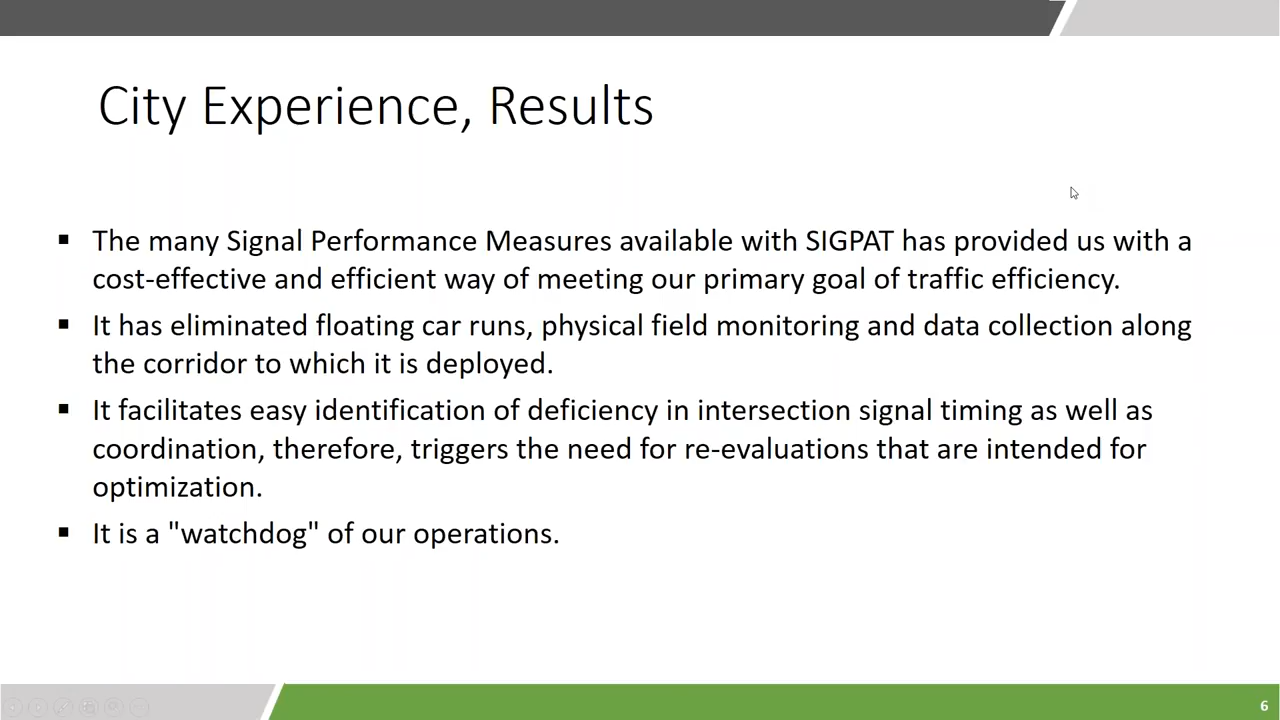 City Experience, Results
▪ The many Signal Performance Measures available with SIGPAT has provided us with a
cost-effective and efficient way of meeting our primary goal of traffic efficiency.
▪ It has eliminated floating car runs, physical field monitoring and data collection along
the corridor to which it is deployed.
▪ It facilitates easy identification of deficiency in intersection signal timing as well as
coordination, therefore, triggers the need for re-evaluations that are intended for
optimization.
▪ It is a "watchdog" of our operations.
6